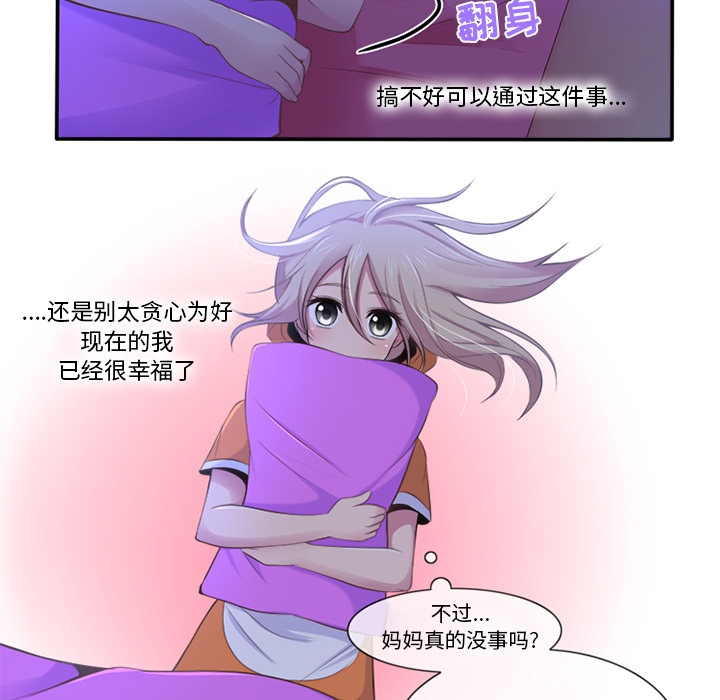 翻身
搞不好可以通过这件事...
....还是别太贪心为好
现在的我
已经很幸福了
不过...
妈妈真的没事吗?